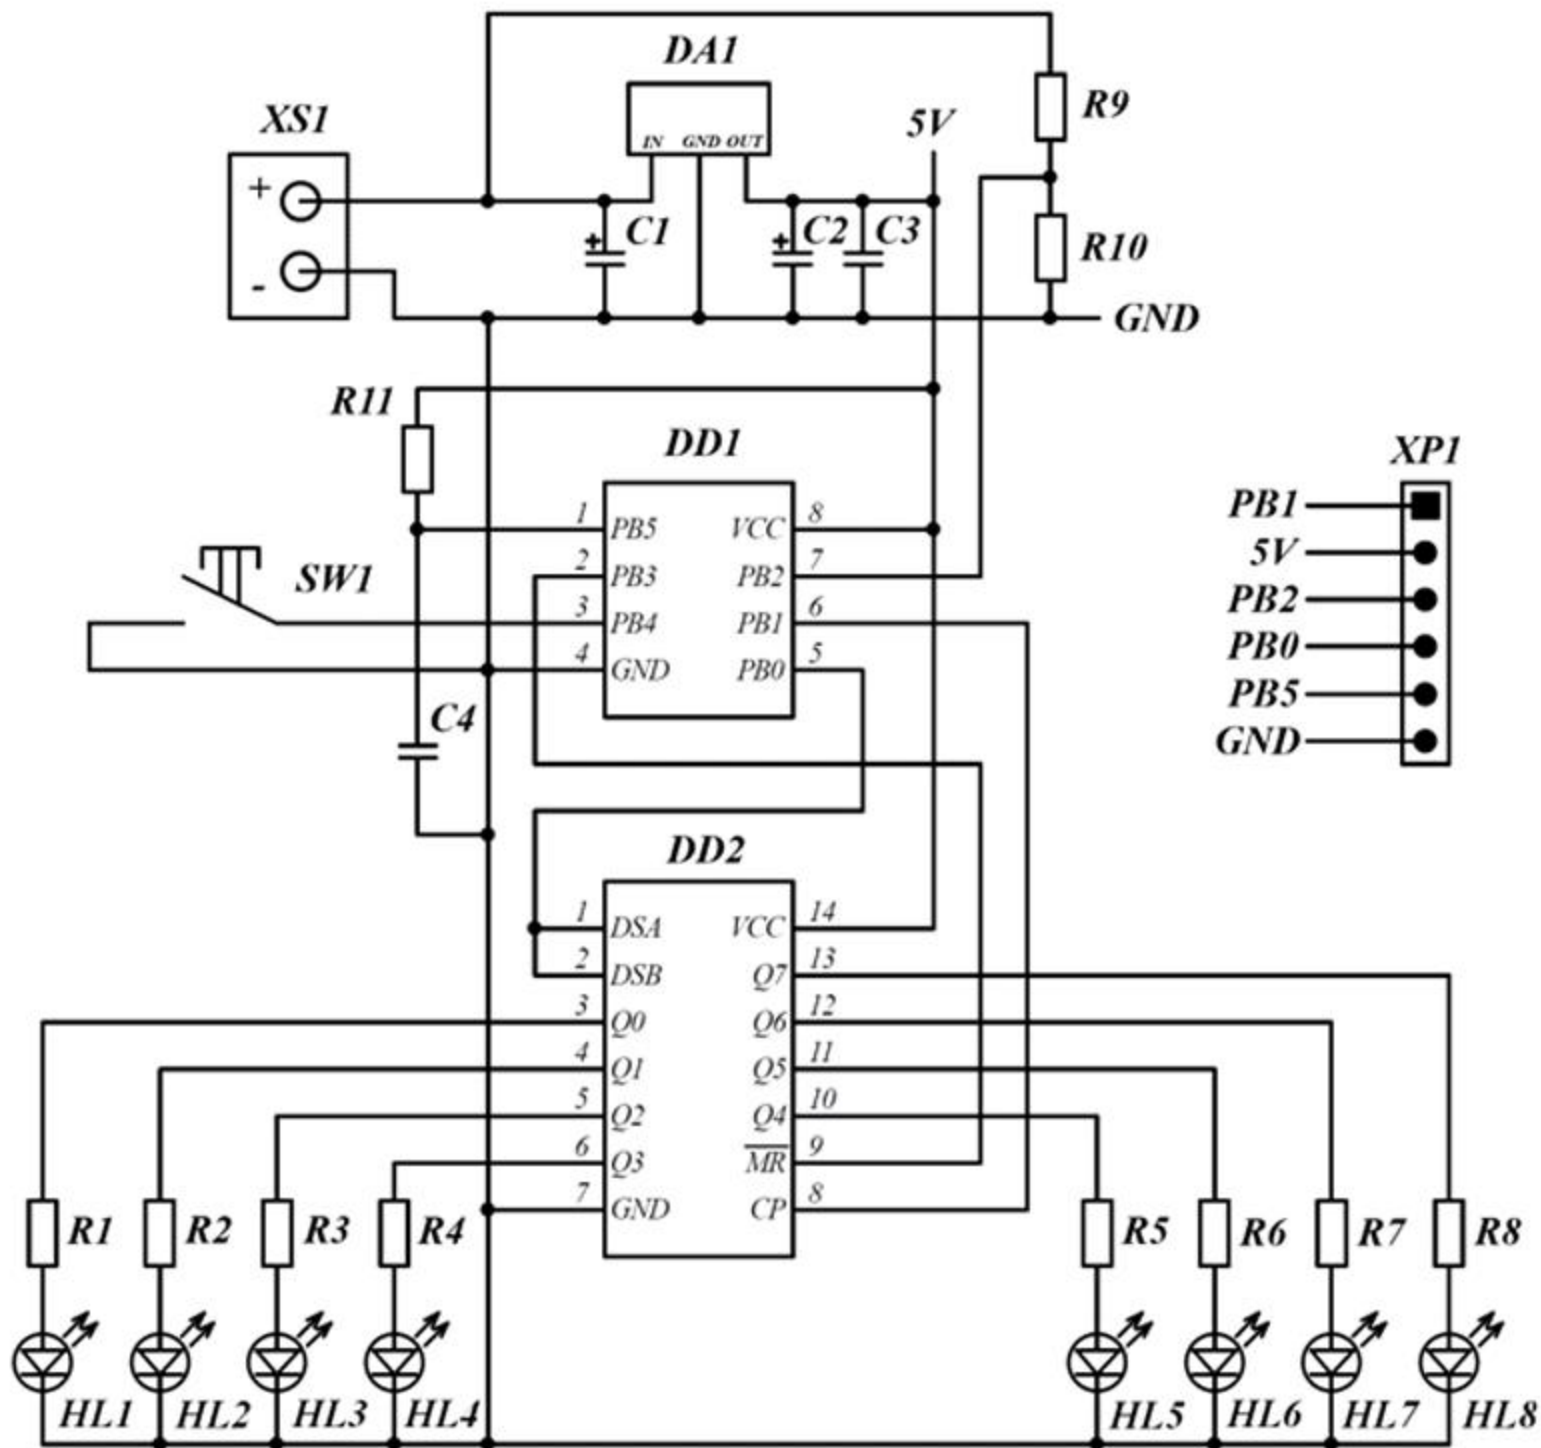 DA1
XS1
5V
R9
IN GND OUT
+
C1
C2
C3
R10
-
GND
R11
DD1
XP1
1 PB5 VCC 8
PB1
2 PB3 PB2 7
5V
SW1
3 PB4 PB1 6
PB2
4 GND PB0 5
PB0
PB5
C4
GND
DD2
1 DSA VCC 14
2 DSB Q7 13
3 Q0 Q6 12
4 Q1 Q5 11
5 Q2 Q4 10
6 Q3 MR 9
7 GND CP 8
R1 R2 R3 R4 R5 R6 R7 R8
HL1 HL2 HL3 HL4 HL5 HL6 HL7 HL8